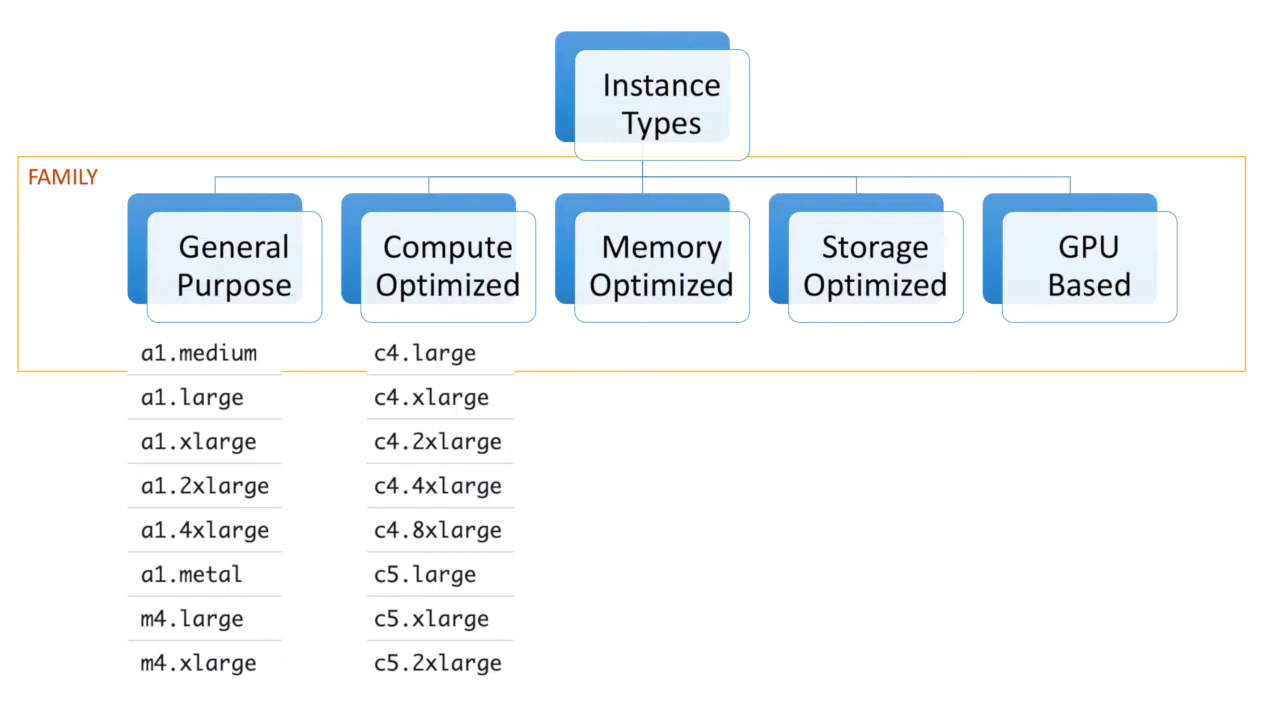 Instance
Types
FAMILY
General
Purpose
Compute
Optimized
Memory
Optimized
Storage
Optimized
GPU
Based
a1.medium
a1.large
a1.xlarge
a1.2xlarge
a1.4xlarge
a1.metal
m4.large
m4.xlarge
c4.large
c4.xlarge
c4.2xlarge
c4.4xlarge
c4.8xlarge
c5.large
c5.xlarge
c5.2xlarge